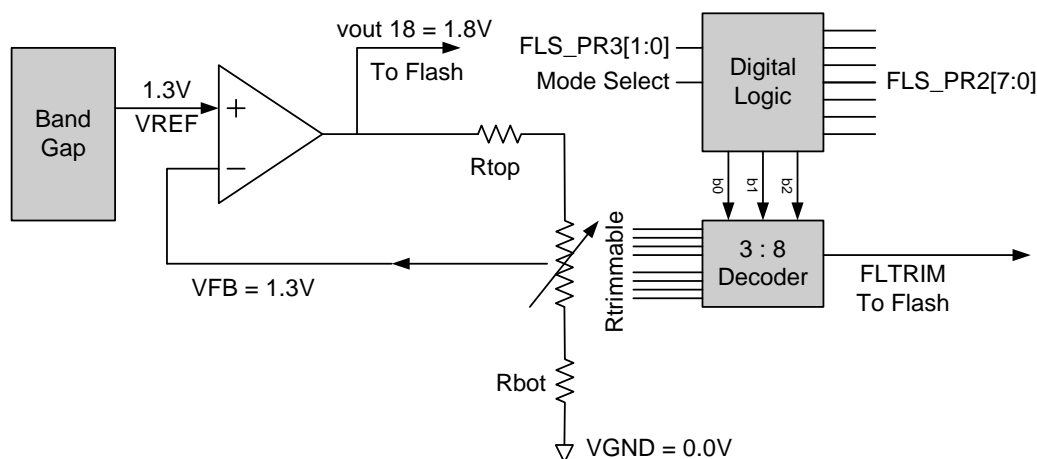 vout 18 = 1.8V
To Flash
FLS_PR3[1:0]
Mode Select
Digital
Logic
FLS_PR2[7:0]
Band
Gap
1.3V
VREF
+
−
Rtop
b0
b1
b2
Rtrimmable
3 : 8
Decoder
FLTRIM
To Flash
VFB = 1.3V
Rbot
VGND = 0.0V